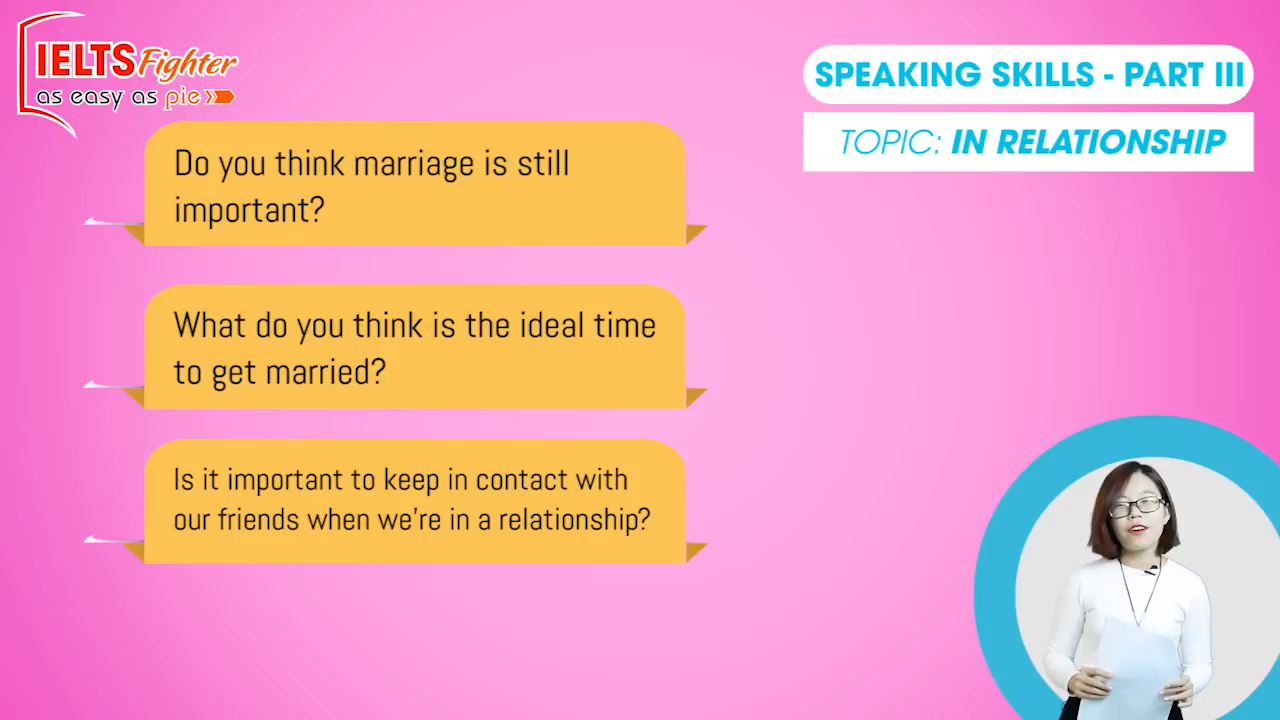 IELTS Fighter
as easy as pie
SPEAKING SKILLS - PART III
TOPIC: IN RELATIONSHIP
Do you think marriage is still
important?
What do you think is the ideal time
to get married?
Is it important to keep in contact with
our friends when we're in a relationship?